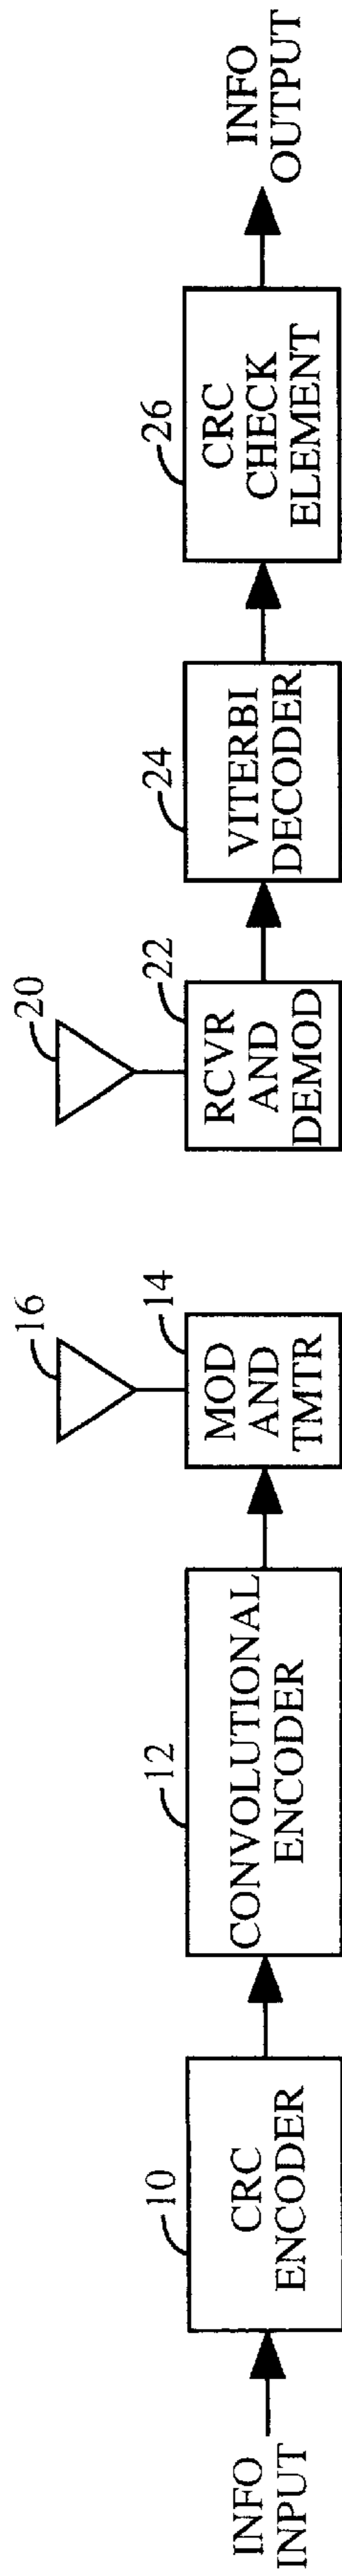 INFO
INPUT
10
CRC
ENCODER
12
CONVOLUTIONAL
ENCODER
16
14
MOD
AND
TMTR
20
22
RCVR
AND
DEMOD
24
VITERBI
DECODER
26
CRC
CHECK
ELEMENT
INFO
OUTPUT